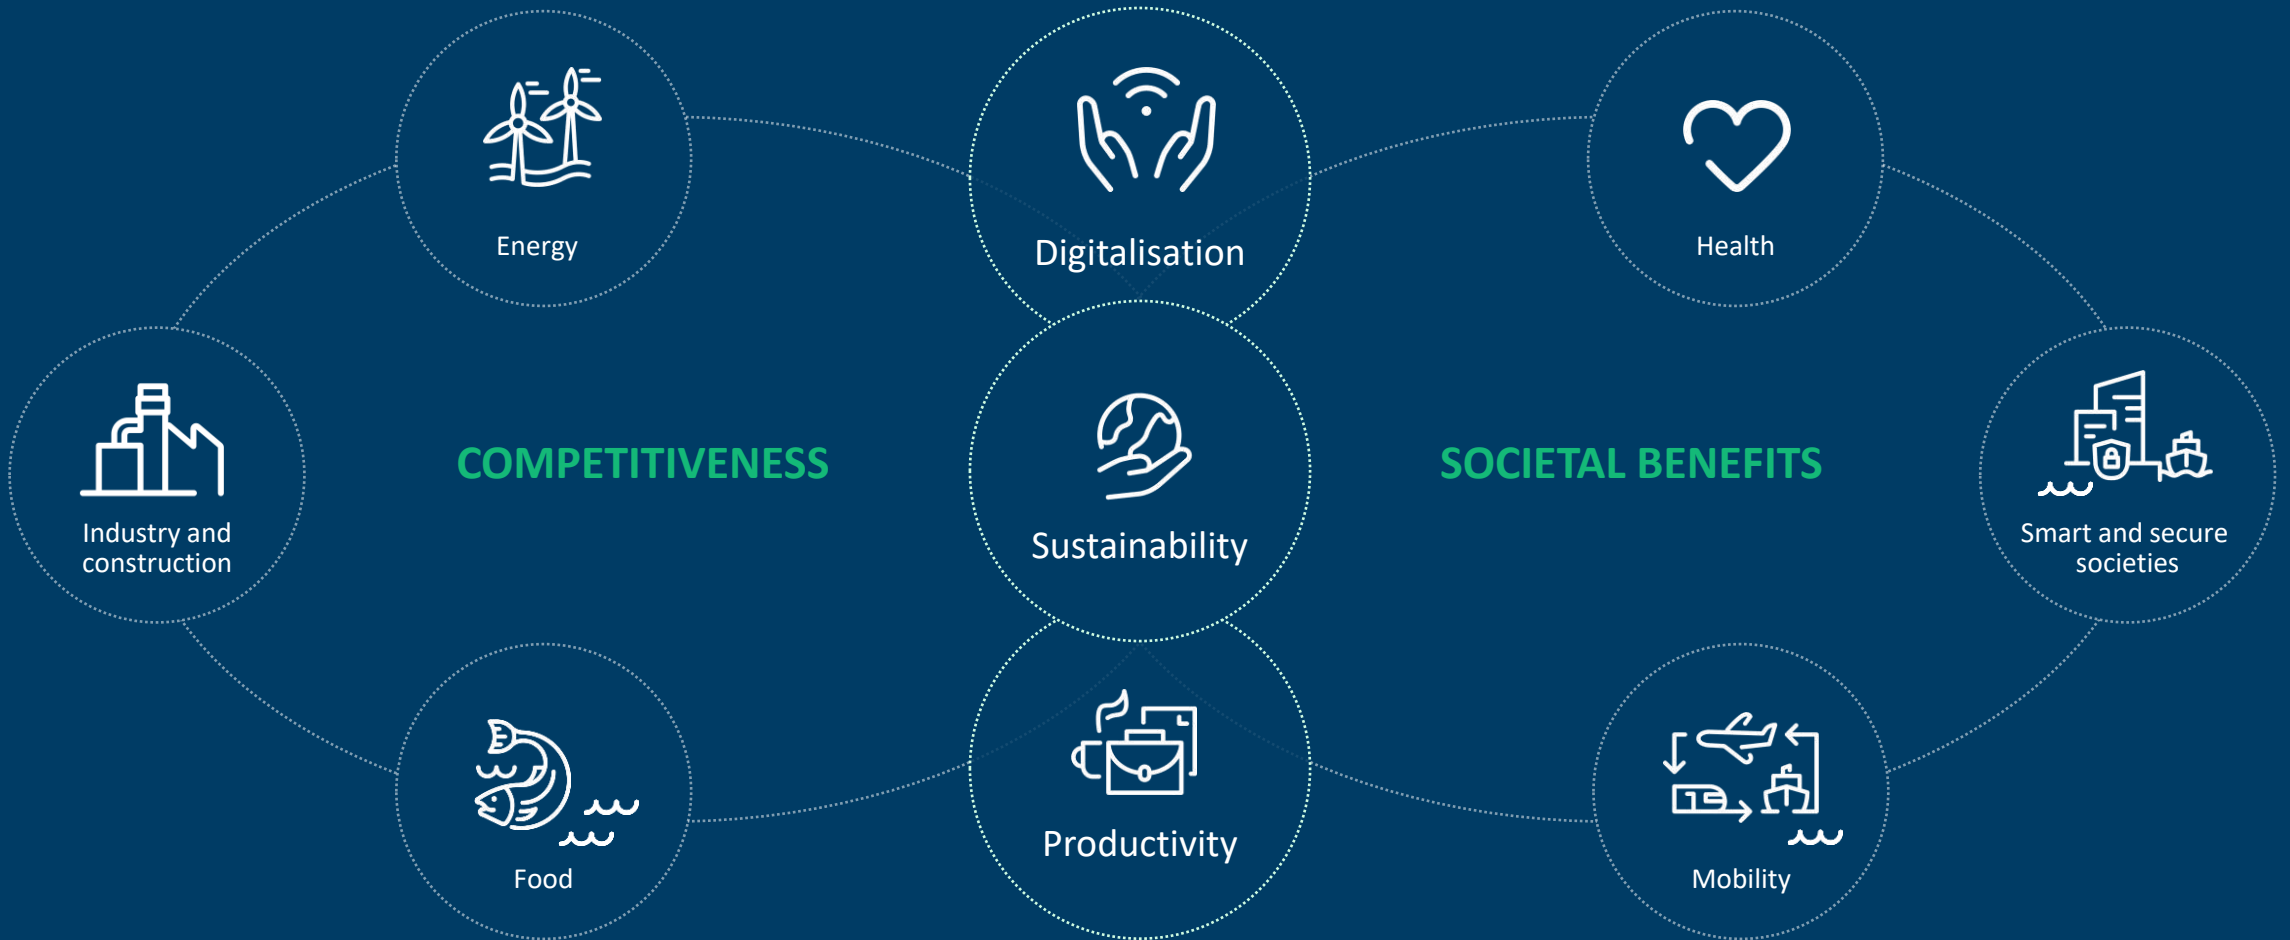 Energy
Digitalisation
Health
COMPETITIVENESS
SOCIETAL BENEFITS
Industry and
construction
Sustainability
Smart and secure
societies
Food
Productivity
Mobility